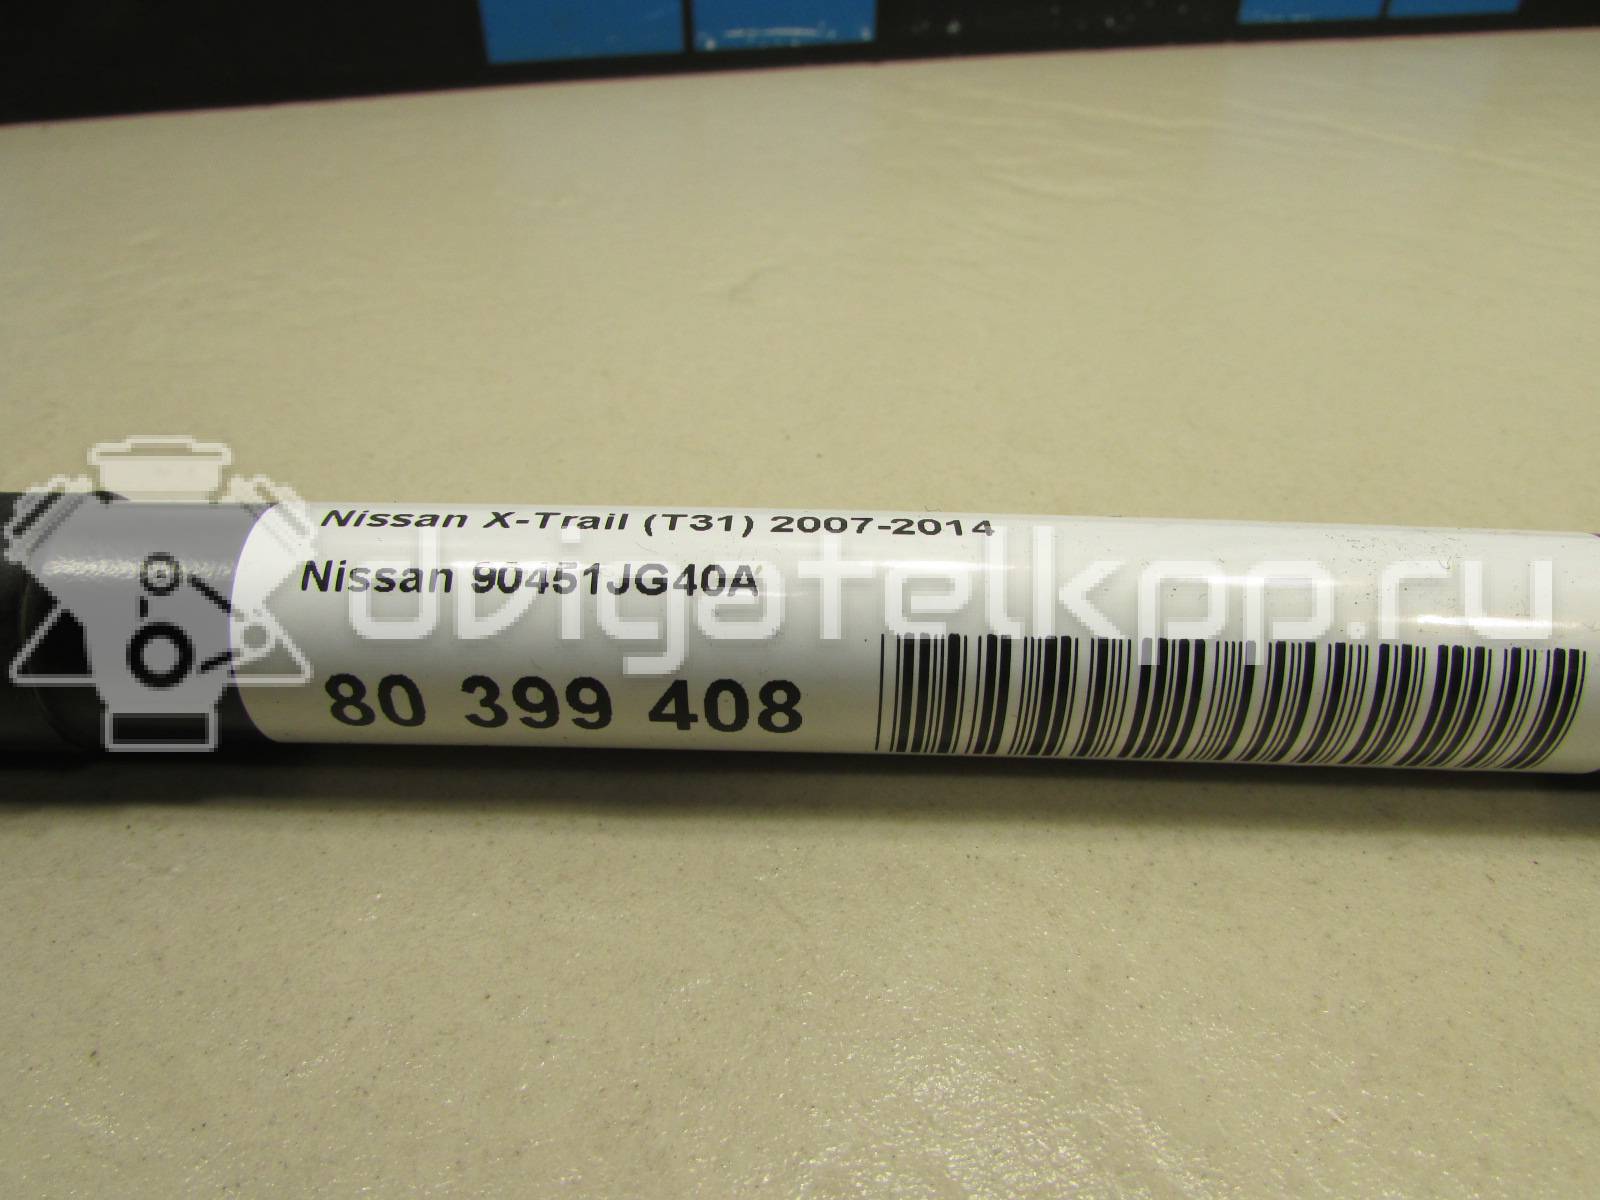 Nissan X-Trail (T31) 2007-2014
Nissan 90451JG40A
80 399 408
dvigatelkpp.ru